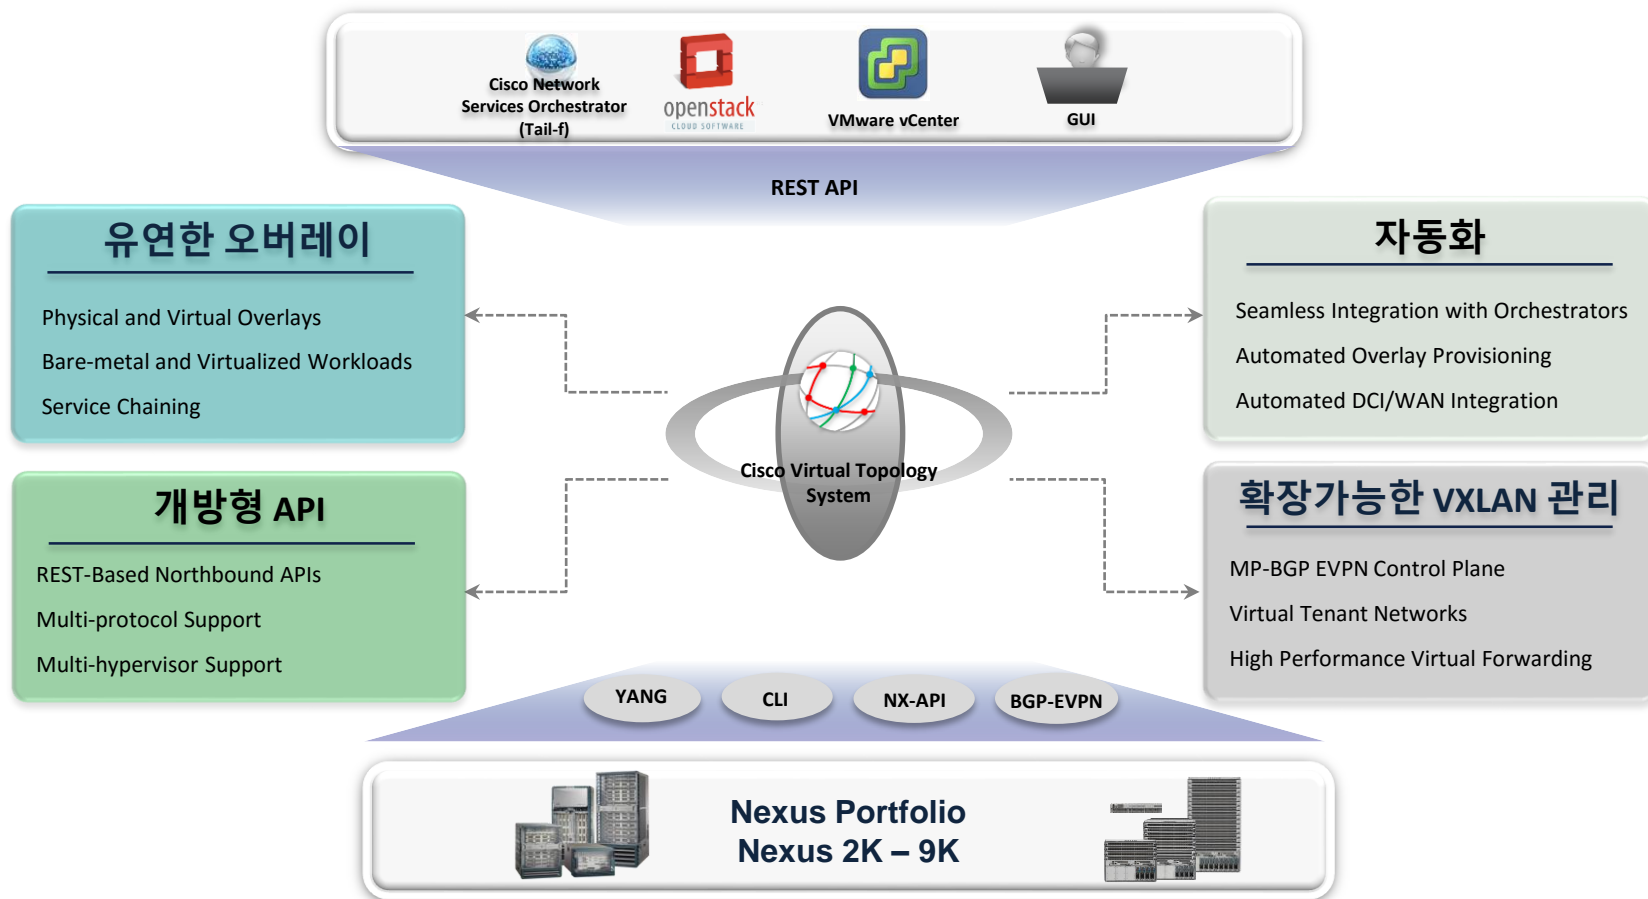 Cisco Network
Services Orchestrator
(Tail-f)
openstack
CLOUD SOFTWARE
VMware vCenter
GUI
REST API
유연한 오버레이
Physical and Virtual Overlays
Bare-metal and Virtualized Workloads
Service Chaining
자동화
Seamless Integration with Orchestrators
Automated Overlay Provisioning
Automated DCI/WAN Integration
Cisco Virtual Topology
System
개방형 API
REST-Based Northbound APIs
Multi-protocol Support
Multi-hypervisor Support
확장가능한 VXLAN 관리
MP-BGP EVPN Control Plane
Virtual Tenant Networks
High Performance Virtual Forwarding
YANG
CLI
NX-API
BGP-EVPN
Nexus Portfolio
Nexus 2K – 9K